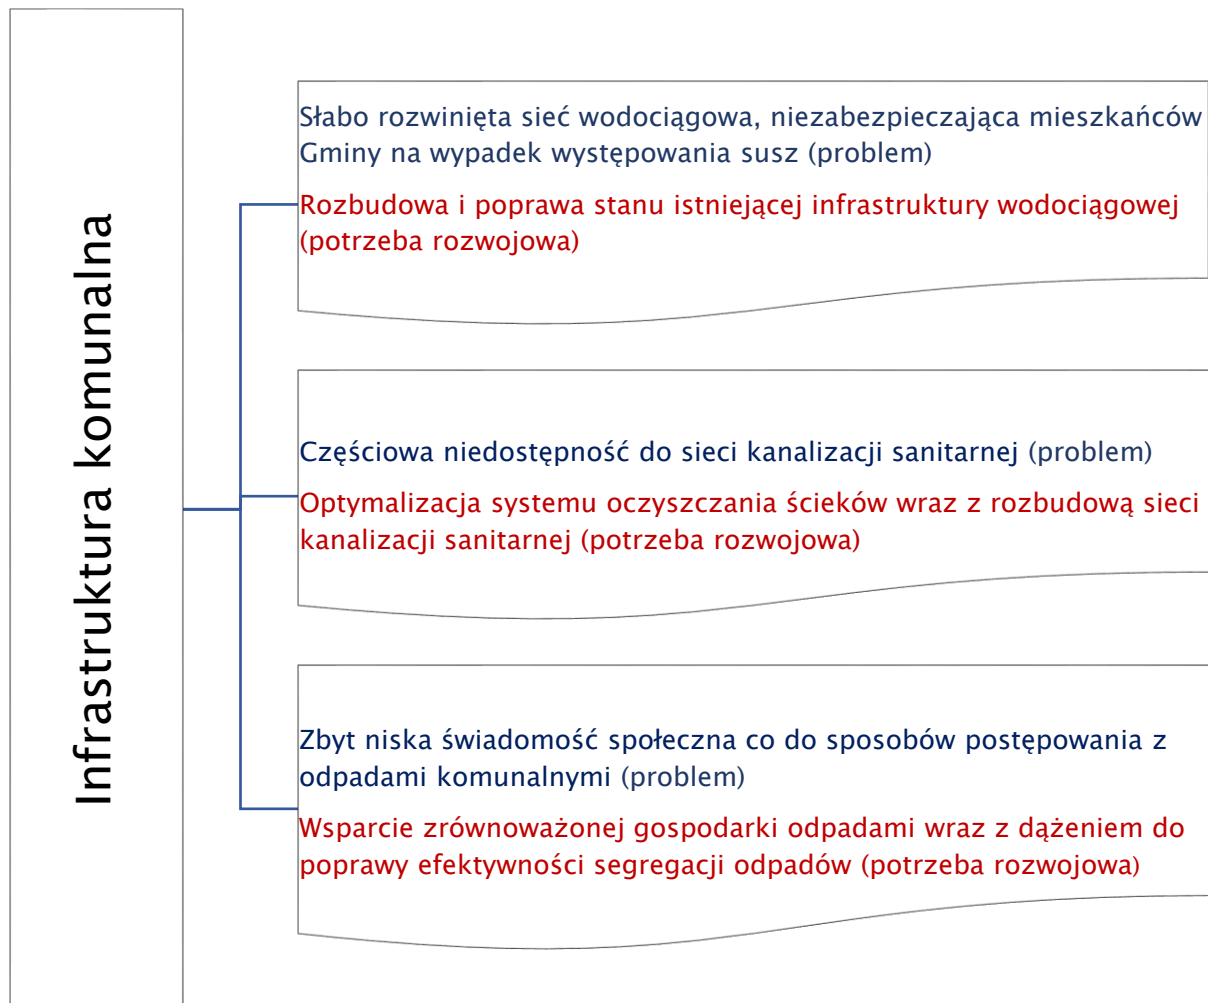 Infrastruktura komunalna
Słabo rozwinięta sieć wodociągowa, niezabezpieczająca mieszkańców
Gminy na wypadek występowania susz (problem)
Rozbudowa i poprawa stanu istniejącej infrastruktury wodociągowej
(potrzeba rozwojowa)
Częściowa niedostępność do sieci kanalizacji sanitarnej (problem)
Optymalizacja systemu oczyszczania ścieków wraz z rozbudową sieci
kanalizacji sanitarnej (potrzeba rozwojowa)
Zbyt niska świadomość społeczna co do sposobów postępowania z
odpadami komunalnymi (problem)
Wsparcie zrównoważonej gospodarki odpadami wraz z dążeniem do
poprawy efektywności segregacji odpadów (potrzeba rozwojowa)